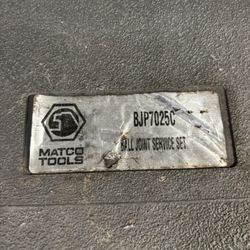 BJP7025C
BALL JOINT SERVICE SET
MATCO
TOOLS